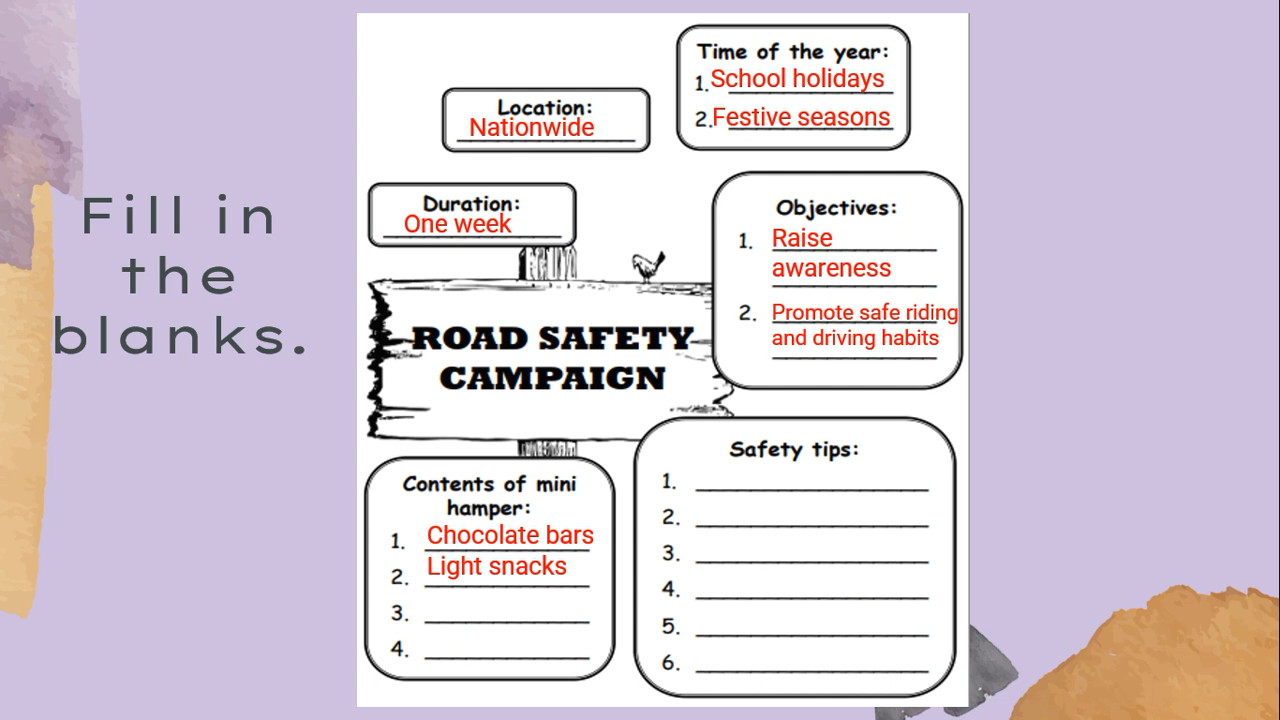 Fill in
the
blanks.
Time of the year:
1. School holidays
2. Festive seasons
Location:
Nationwide
Duration:
One week
Objectives:
1. Raise
awareness
2. Promote safe riding
and driving habits
ROAD SAFETY
CAMPAIGN
Contents of mini
hamper:
1. Chocolate bars
2. Light snacks
3.
4.
Safety tips:
1.
2.
3.
4.
5.
6.